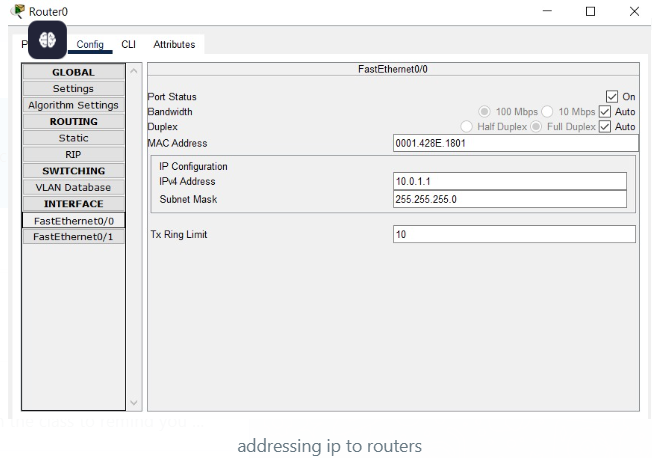 Router0
P
Config
CLI
Attributes
GLOBAL
Settings
Algorithm Settings
ROUTING
Static
RIP
SWITCHING
VLAN Database
INTERFACE
FastEthernet0/0
FastEthernet0/1
FastEthernet0/0
Port Status On
Bandwidth 100 Mbps 10 Mbps Auto
Duplex Half Duplex Full Duplex Auto
MAC Address 0001.428E.1801
IP Configuration
IPv4 Address 10.0.1.1
Subnet Mask 255.255.255.0
Tx Ring Limit 10
addressing ip to routers